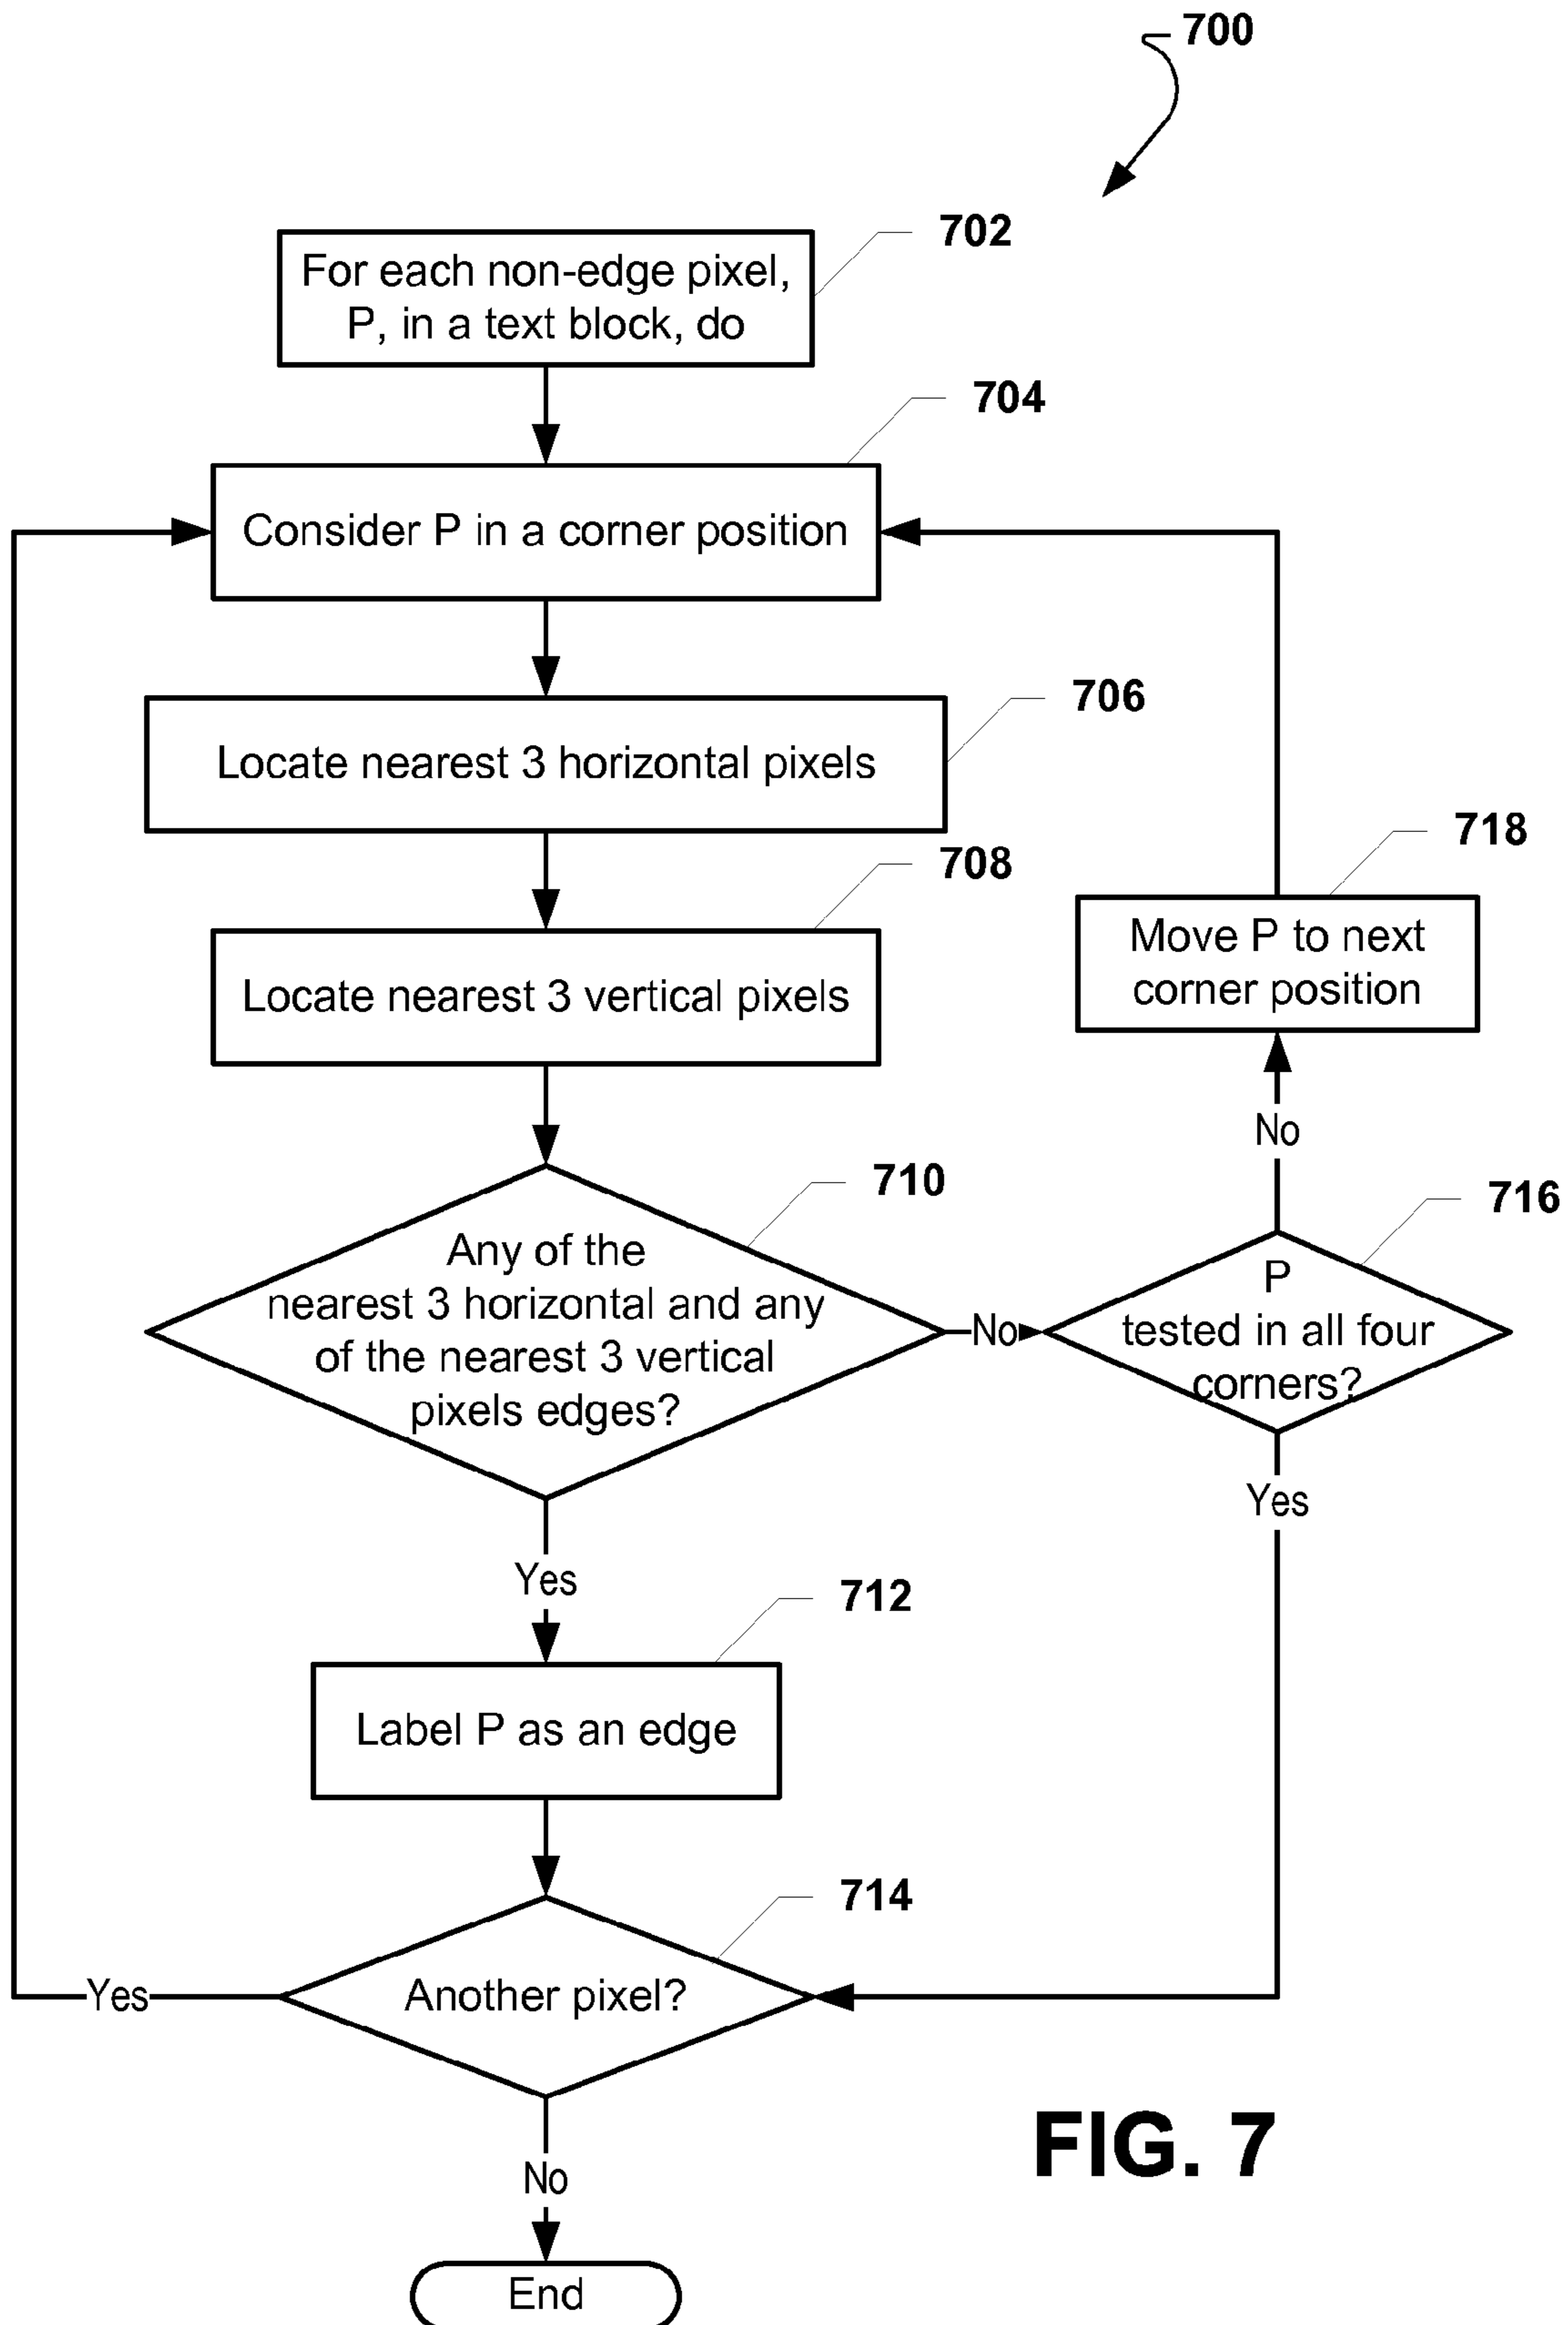 700
702
For each non-edge pixel,
P, in a text block, do
704
Consider P in a corner position
706
Locate nearest 3 horizontal pixels
708
Locate nearest 3 vertical pixels
718
Move P to next
corner position
No
710
Any of the
nearest 3 horizontal and any
of the nearest 3 vertical
pixels edges?
No
716
P
tested in all four
corners?
Yes
Yes
712
Label P as an edge
714
Another pixel?
Yes
No
End
FIG. 7